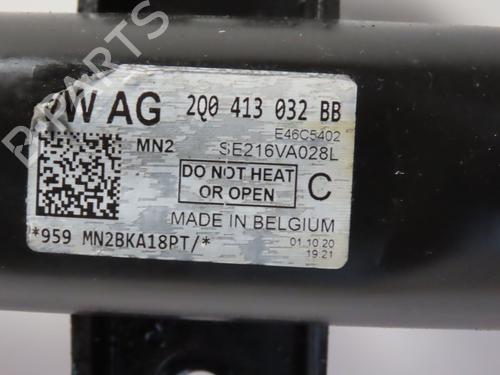 VW AG 2Q0 413 032 BB
E46C5402
MN2 SE216VA028L
DO NOT HEAT
OR OPEN
C
MADE IN BELGIUM
*959 MN2BKA18PT/*
01.10.20
19:21
B PARTS